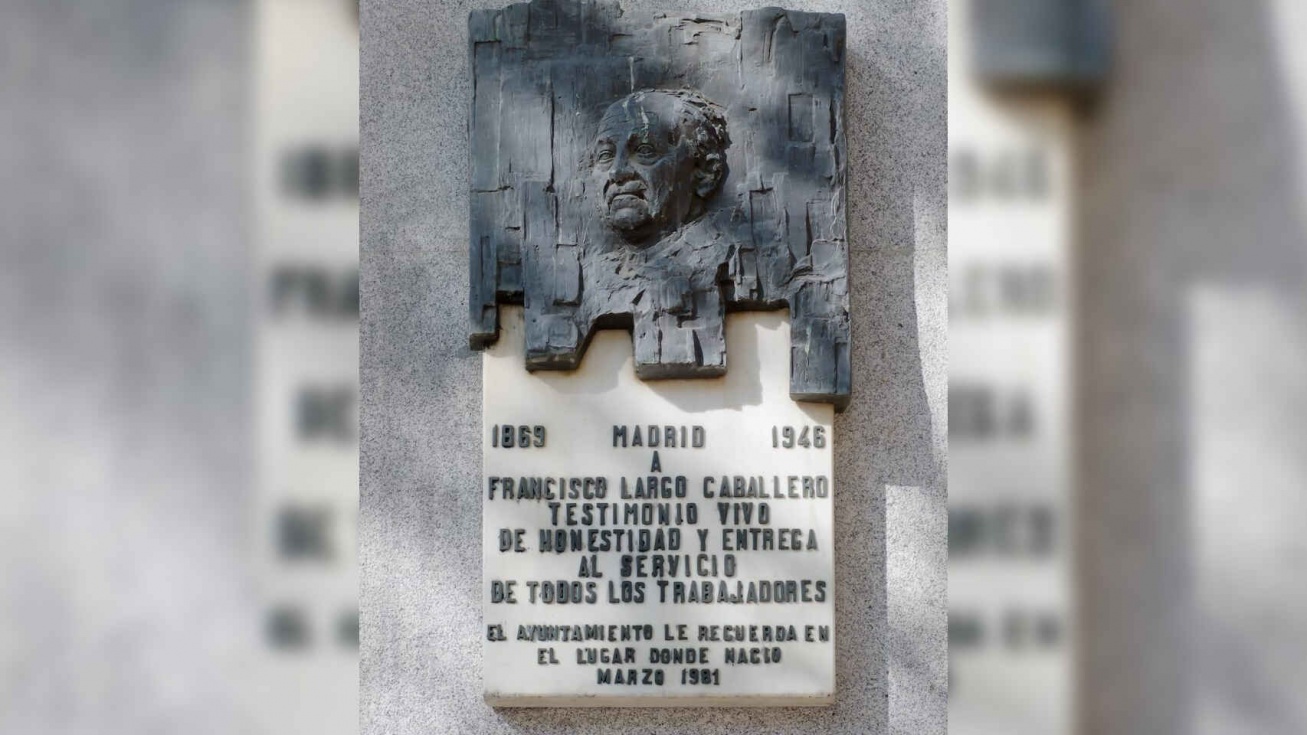 1869 MADRID 1946
A
FRANCISCO LARGO CABALLERO
TESTIMONIO VIVO
DE HONESTIDAD Y ENTREGA
AL SERVICIO
DE TODOS LOS TRABAJADORES
EL AYUNTAMIENTO LE RECUERDA EN
EL LUGAR DONDE NACIO
MARZO 1981